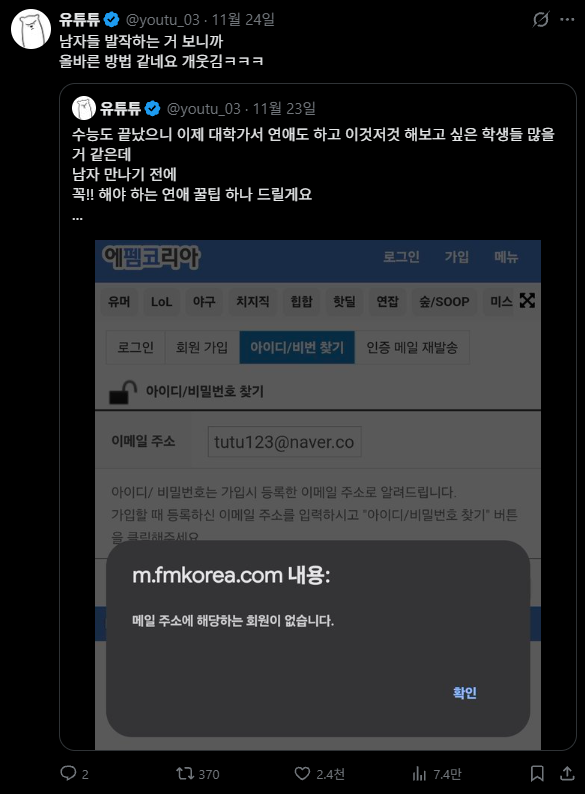 유튜튜 @youtu_03 · 11월 24일
남자들 발작하는 거 보니까
올바른 방법 같네요 개웃김ㅋㅋㅋ
유튜튜 @youtu_03 · 11월 23일
수능도 끝났으니 이제 대학가서 연애도 하고 이것저것 해보고 싶은 학생들 많을
거 같은데
남자 만나기 전에
꼭!! 해야 하는 연애 꿀팁 하나 드릴게요
...
에펨코리아 로그인 가입 메뉴
유머 LoL 야구 치지직 힙합 핫딜 연잡 숲/SOOP 미스
로그인 회원 가입 아이디/비번 찾기 인증 메일 재발송
아이디/비밀번호 찾기
이메일 주소 tutu123@naver.co
아이디/ 비밀번호는 가입시 등록한 이메일 주소로 알려드립니다.
가입할 때 등록하신 이메일 주소를 입력하시고 "아이디/비밀번호 찾기" 버튼
을 클릭해주세요
m.fmkorea.com 내용:
메일 주소에 해당하는 회원이 없습니다.
확인
2 370 2.4천 7.4만